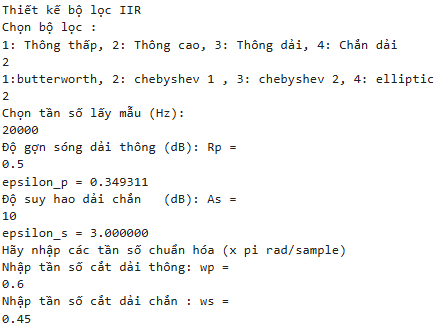 Thiết kế bộ lọc IIR
Chọn bộ lọc :
1: Thông thấp, 2: Thông cao, 3: Thông dải, 4: Chắn dải
2
1:butterworth, 2: chebyshev 1 , 3: chebyshev 2, 4: elliptic
2
Chọn tần số lấy mẫu (Hz):
20000
Độ gợn sóng dải thông (dB): Rp =
0.5
epsilon_p = 0.349311
Độ suy hao dải chắn   (dB): As =
10
epsilon_s = 3.000000
Hãy nhập các tần số chuẩn hóa (x pi rad/sample)
Nhập tần số cắt dải thông: wp =
0.6
Nhập tần số cắt dải chắn : ws =
0.45